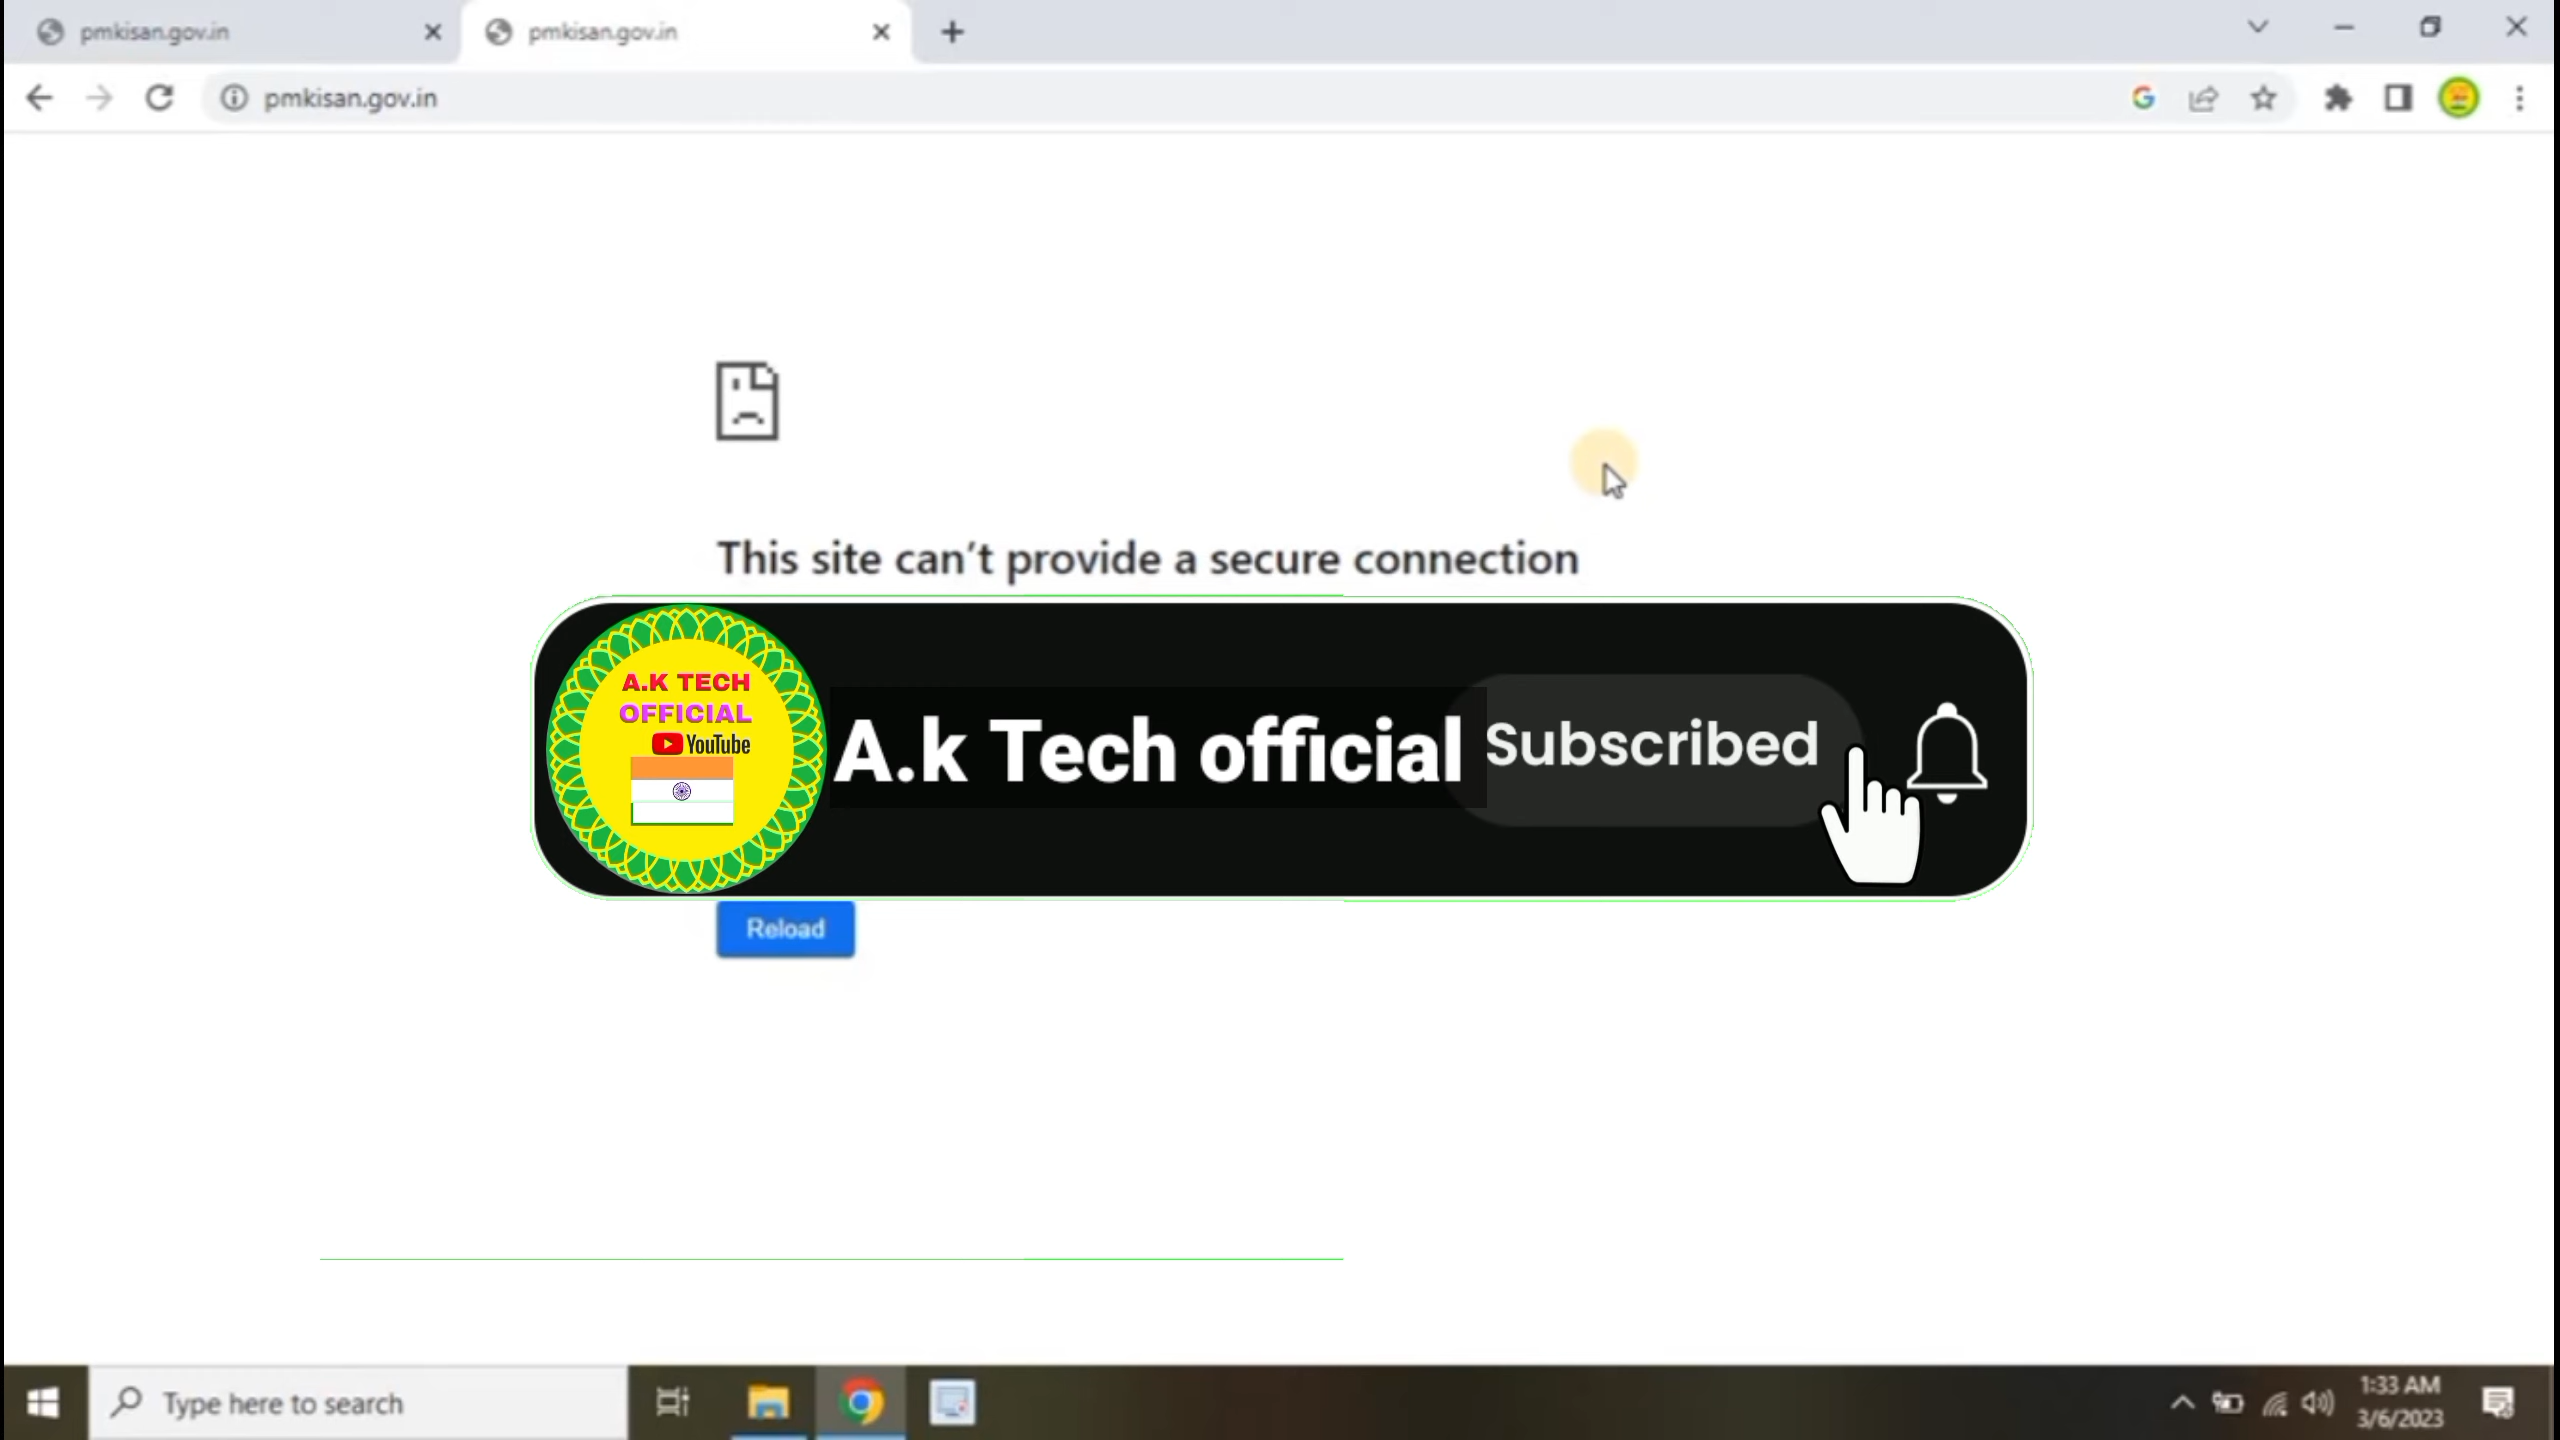 pmkisan.gov.in
pmkisan.gov.in
pmkisan.gov.in
This site can't provide a secure connection
A.K TECH
OFFICIAL
YouTube
A.k Tech official
Subscribed
Reload
Type here to search
1:33 AM
3/6/2023